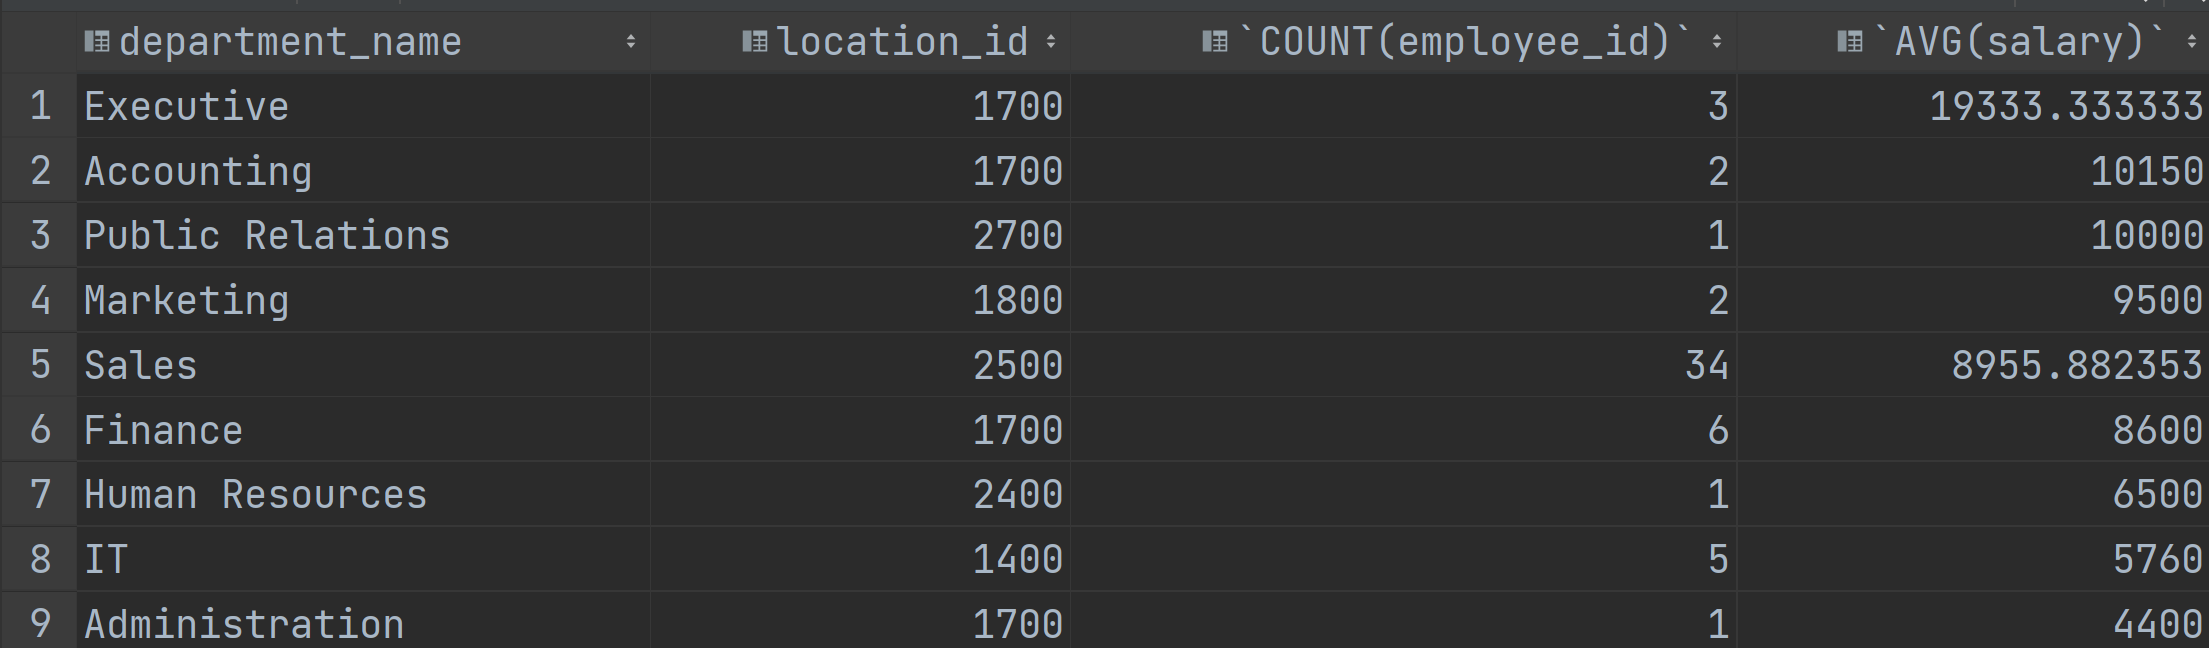 department_name location_id `COUNT(employee_id)` `AVG(salary)`
1 Executive 1700 3 19333.333333
2 Accounting 1700 2 10150
3 Public Relations 2700 1 10000
4 Marketing 1800 2 9500
5 Sales 2500 34 8955.882353
6 Finance 1700 6 8600
7 Human Resources 2400 1 6500
8 IT 1400 5 5760
9 Administration 1700 1 4400